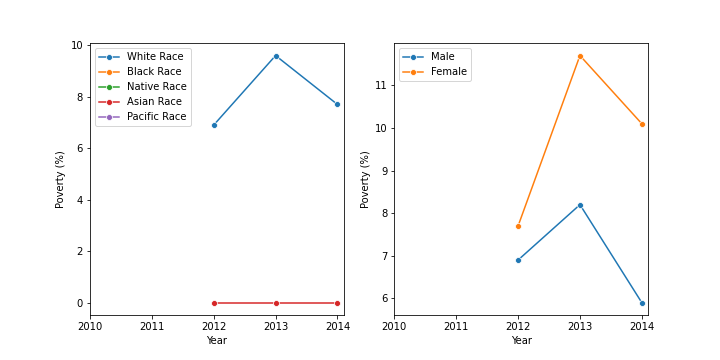 White Race
Black Race
Native Race
Asian Race
Pacific Race
10
8
6
4
2
0
Poverty (%)
2010 2011 2012 2013 2014
Year
Male
Female
11
10
9
8
7
6
Poverty (%)
2010 2011 2012 2013 2014
Year